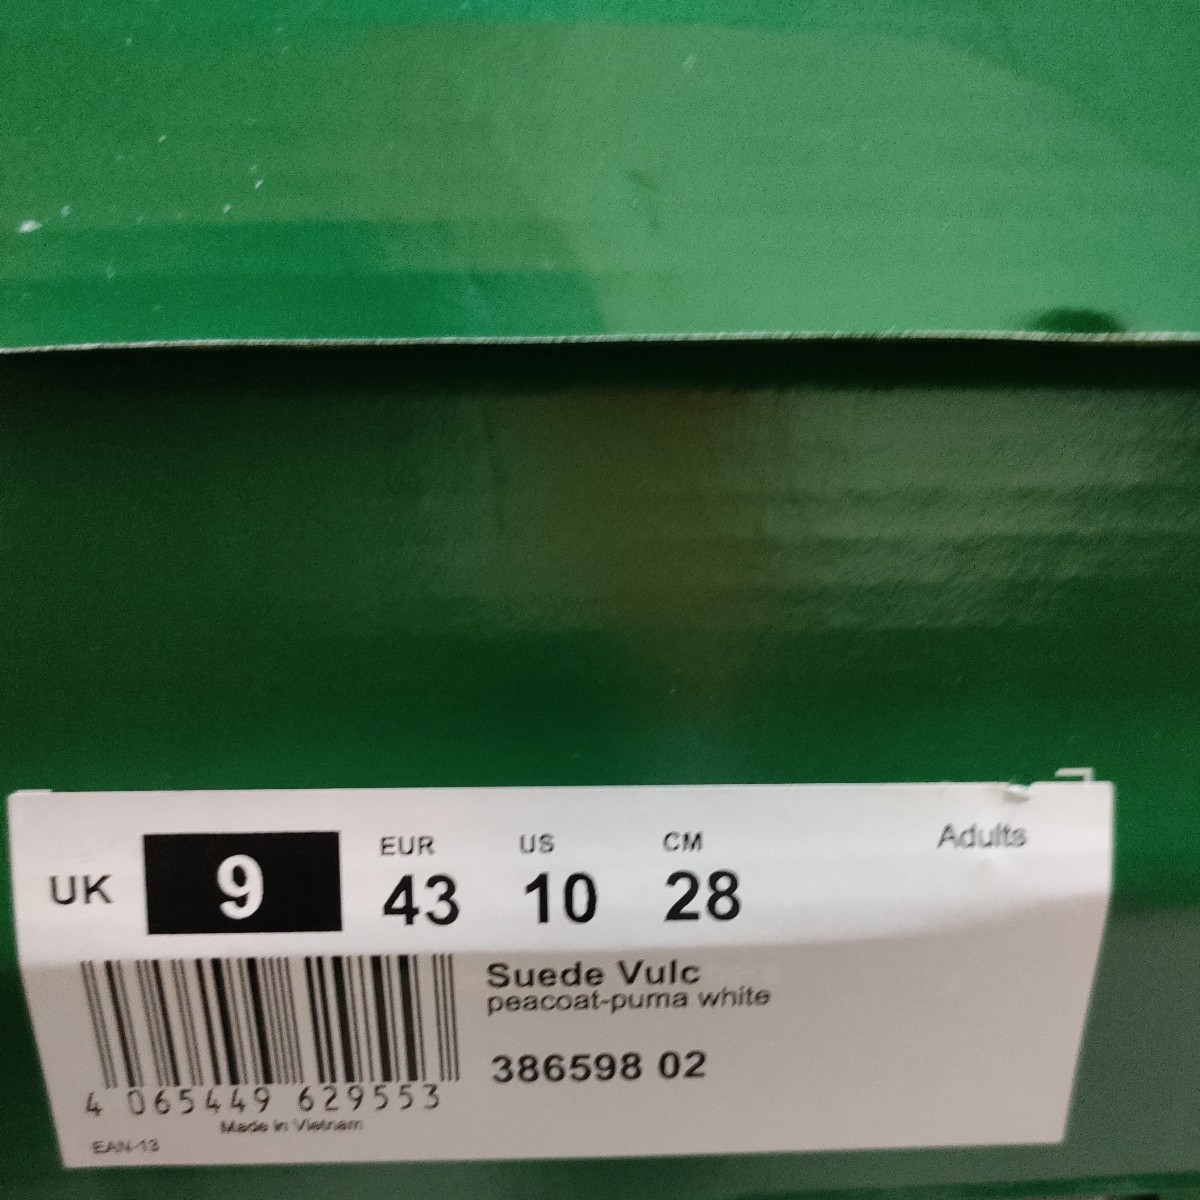 EUR US CM Adults
UK 9 43 10 28
Suede Vulc
peacoat-puma white
386598 02
4 065449 629553
Made in Vietnam
EAN-13